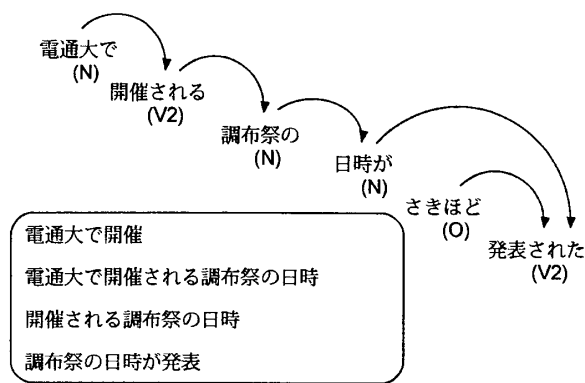 電通大で
(N)
開催される
(V2)
調布祭の
(N)
日時が
(N)
さきほど
(O)
発表された
(V2)
電通大で開催
電通大で開催される調布祭の日時
開催される調布祭の日時
調布祭の日時が発表